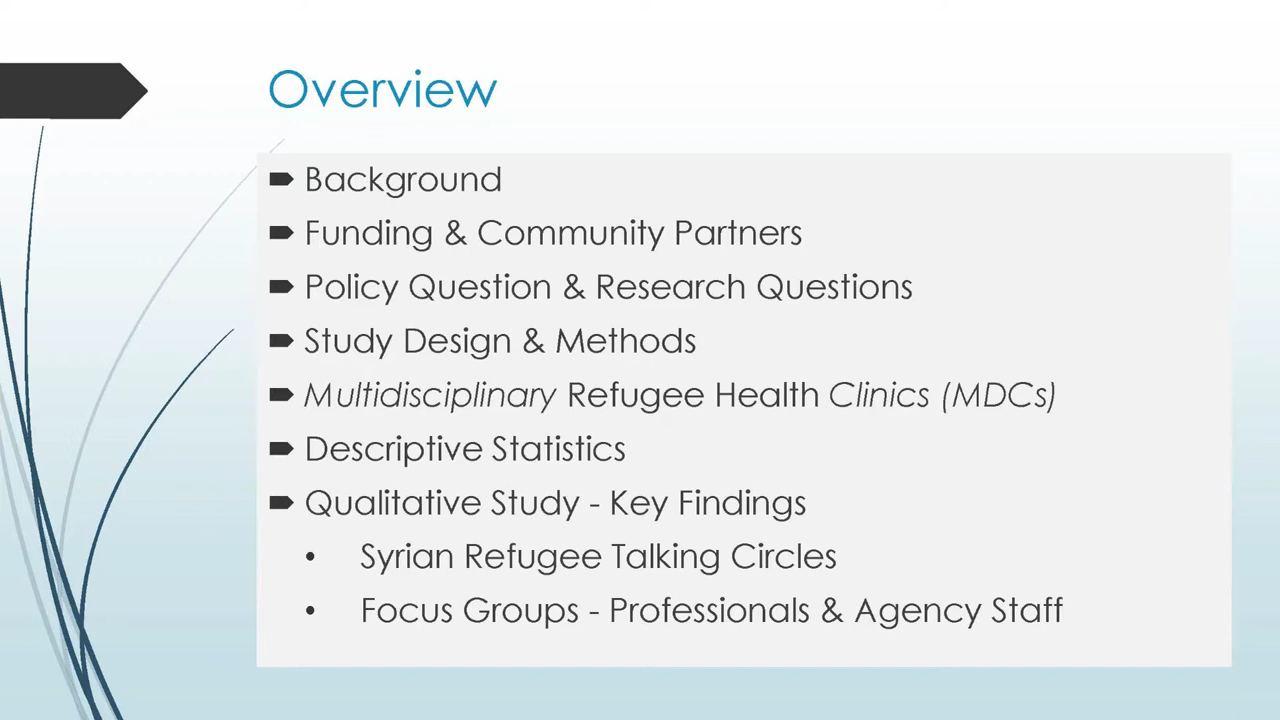 Overview
Background
Funding & Community Partners
Policy Question & Research Questions
Study Design & Methods
Multidisciplinary Refugee Health Clinics (MDCs)
Descriptive Statistics
Qualitative Study - Key Findings
• Syrian Refugee Talking Circles
• Focus Groups - Professionals & Agency Staff